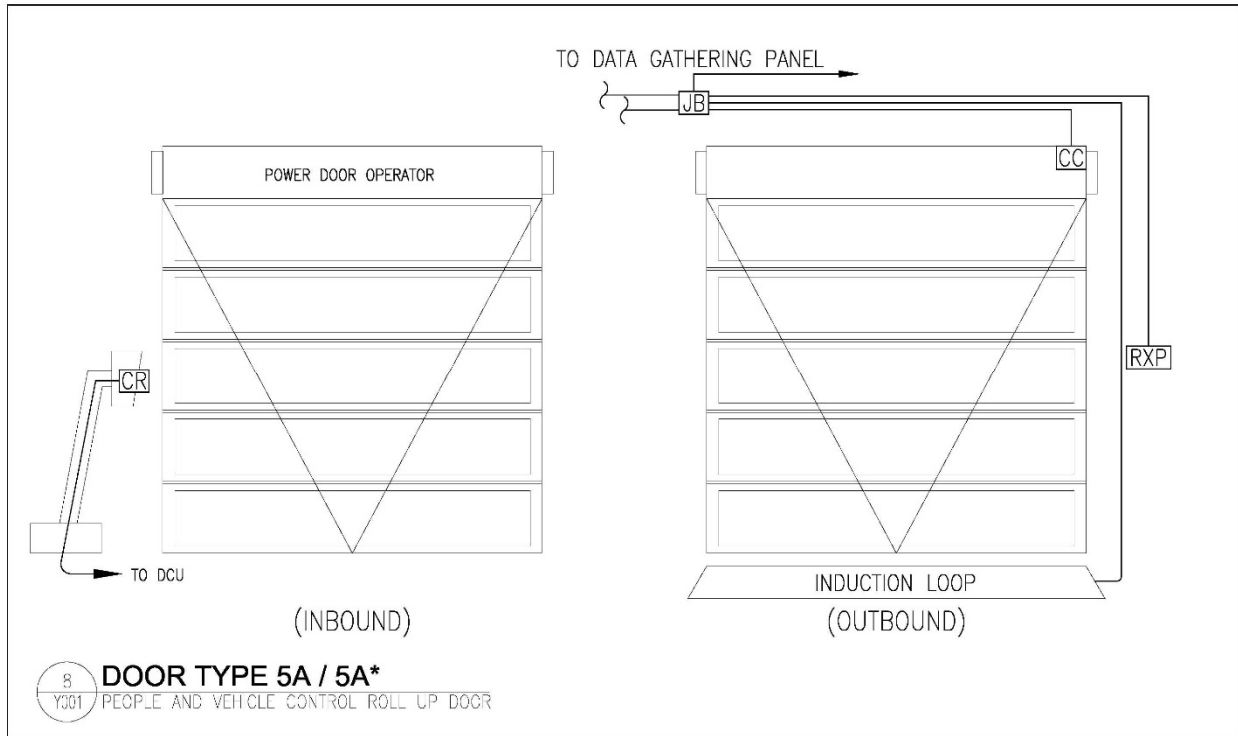 TO DATA GATHERING PANEL
JB
CC
POWER DOOR OPERATOR
RXP
CR
TO DCU
INDUCTION LOOP
(INBOUND)
(OUTBOUND)
8
Y001
DOOR TYPE 5A / 5A*
PEOPLE AND VEHICLE CONTROL ROLL UP DOOR